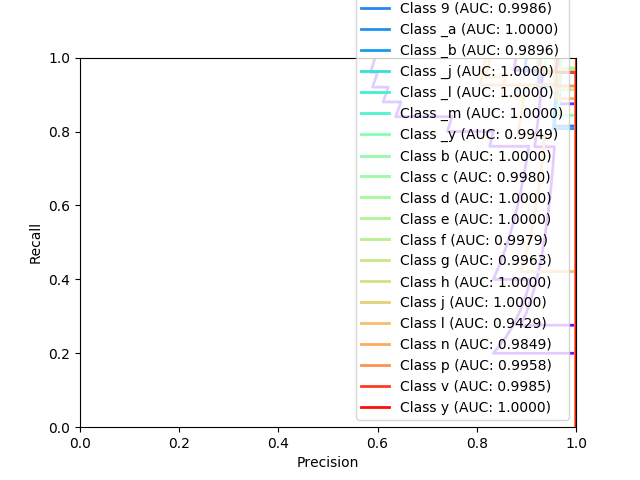 Class 9 (AUC: 0.9986)
Class _a (AUC: 1.0000)
Class _b (AUC: 0.9896)
Class _j (AUC: 1.0000)
Class _l (AUC: 1.0000)
Class _m (AUC: 1.0000)
Class _y (AUC: 0.9949)
Class b (AUC: 1.0000)
Class c (AUC: 0.9980)
Class d (AUC: 1.0000)
Class e (AUC: 1.0000)
Class f (AUC: 0.9979)
Class g (AUC: 0.9963)
Class h (AUC: 1.0000)
Class j (AUC: 1.0000)
Class l (AUC: 0.9429)
Class n (AUC: 0.9849)
Class p (AUC: 0.9958)
Class v (AUC: 0.9985)
Class y (AUC: 1.0000)
1.0
0.8
0.6
0.4
0.2
0.0
Recall
0.0 0.2 0.4 0.6 0.8 1.0
Precision